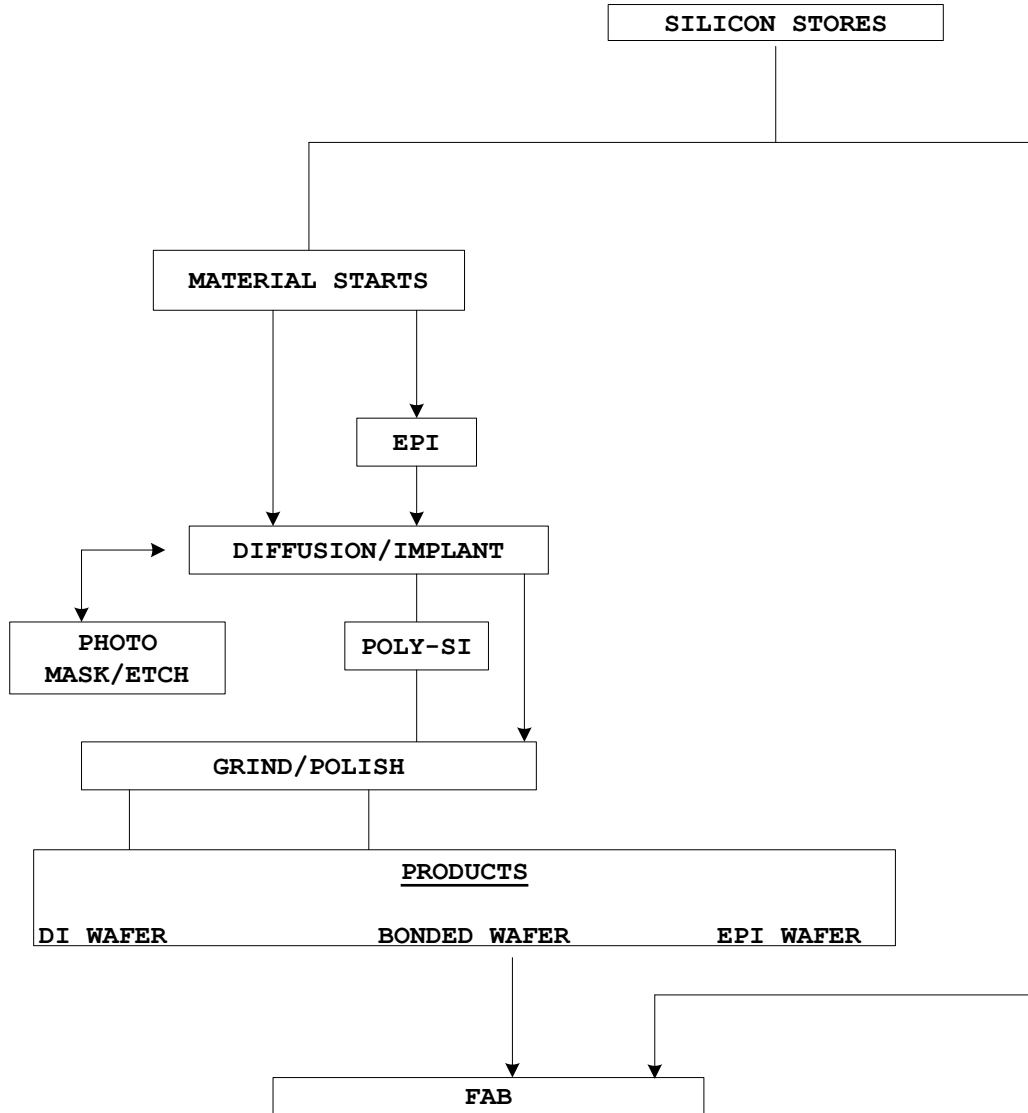 SILICON STORES
MATERIAL STARTS
EPI
DIFFUSION/IMPLANT
PHOTO
MASK/ETCH
POLY-SI
GRIND/POLISH
PRODUCTS
DI WAFER BONDED WAFER EPI WAFER
FAB